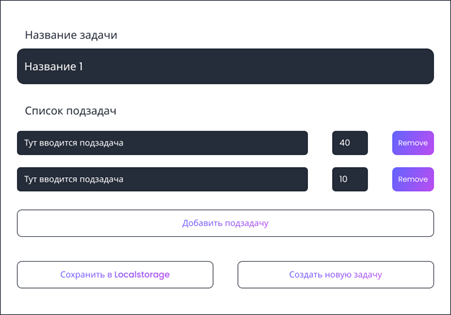 Название задачи
Название 1
Список подзадач
Тут вводится подзадача 40 Remove
Тут вводится подзадача 10 Remove
Добавить подзадачу
Сохранить в Localstorage Создать новую задачу